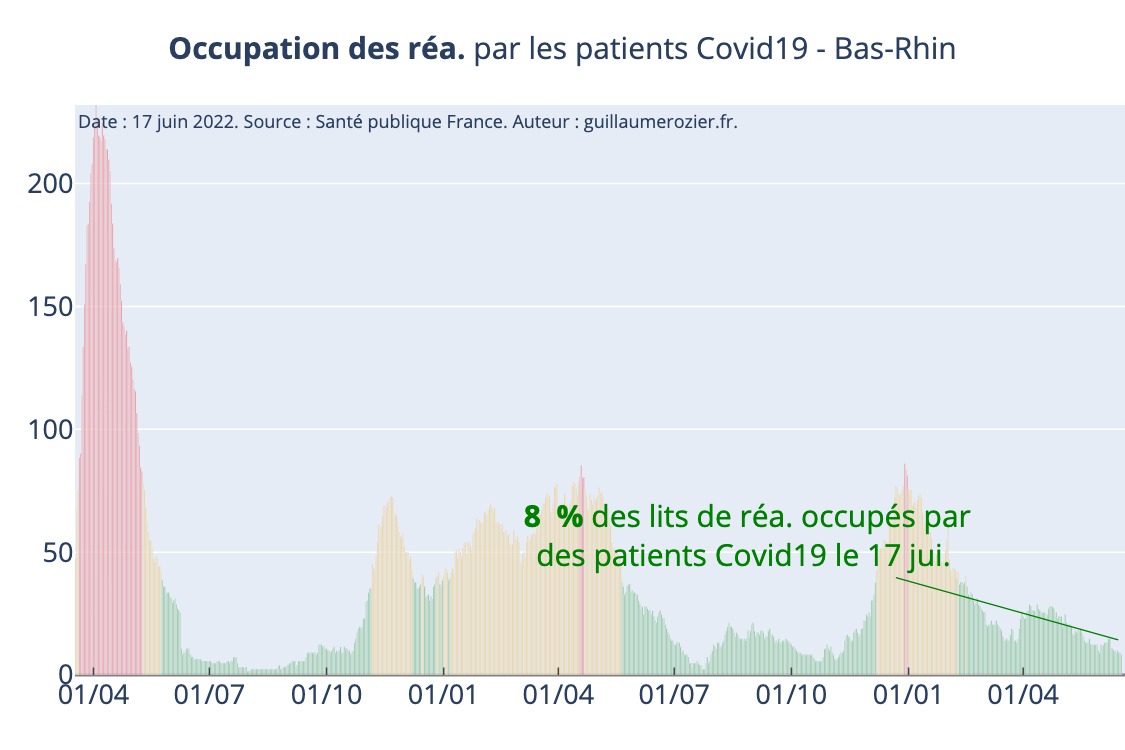 Occupation des réa. par les patients Covid19 - Bas-Rhin
Date : 17 juin 2022. Source : Santé publique France. Auteur : guillaumerozier.fr.
200
150
100
50
0
8  % des lits de réa. occupés par
des patients Covid19 le 17 jui.
01/04 01/07 01/10 01/01 01/04 01/07 01/10 01/01 01/04